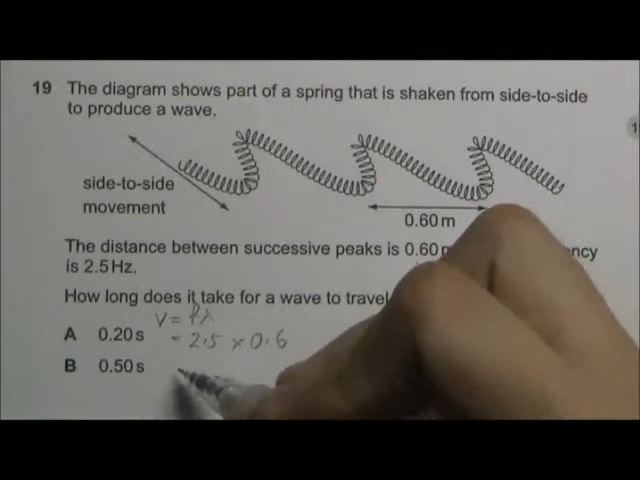 19 The diagram shows part of a spring that is shaken from side-to-side
to produce a wave.
side-to-side
movement
0.60 m
The distance between successive peaks is 0.60
is 2.5 Hz.
How long does it take for a wave to travel
V = fλ
A 0.20 s
= 2.5 × 0.6
B 0.50 s